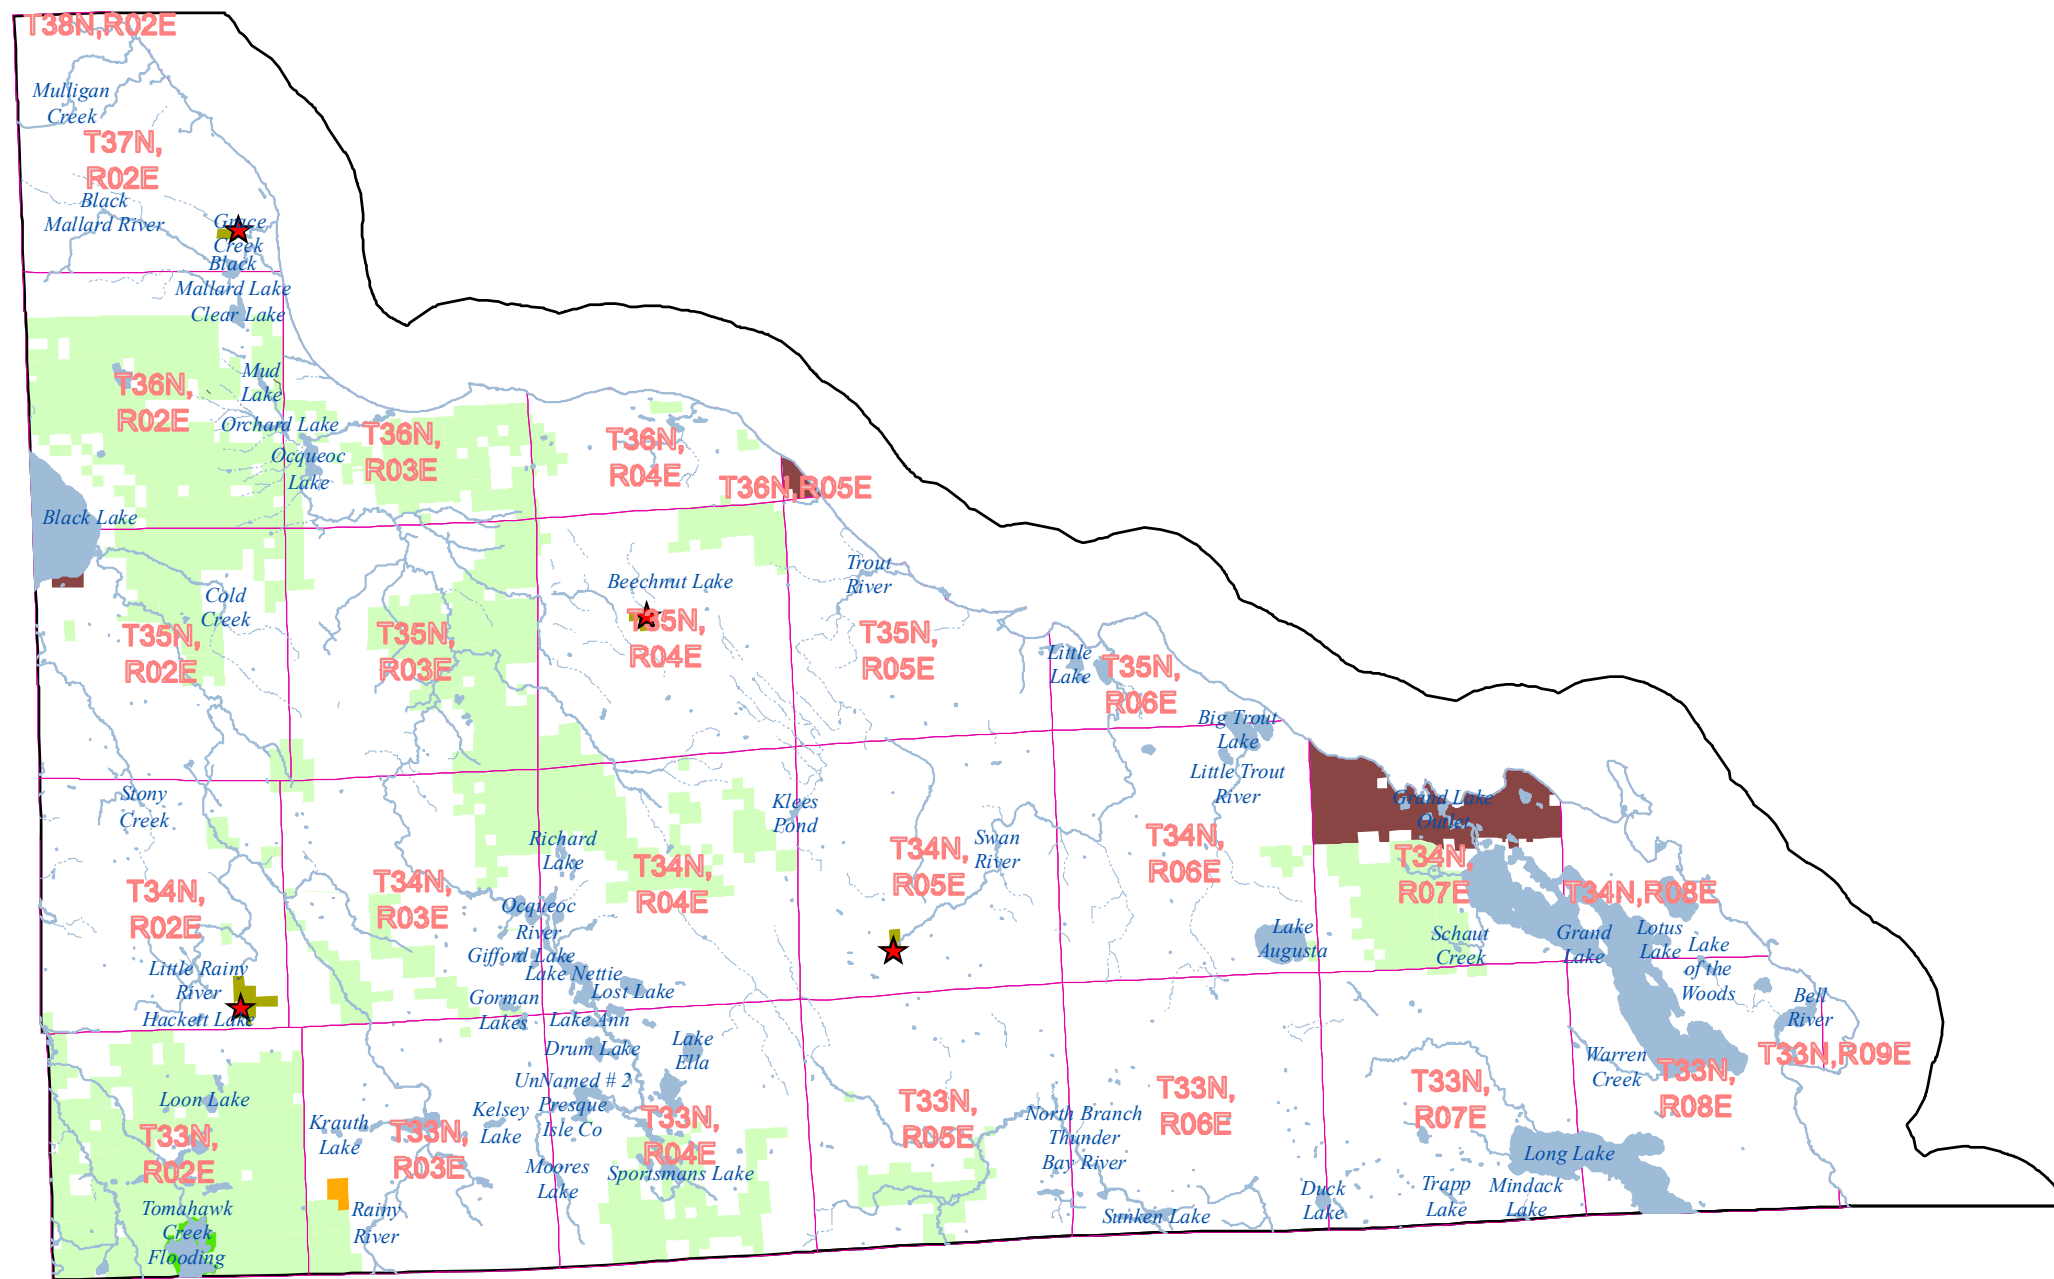 T38N,R02E
Mulligan
Creek
T37N,
R02E
Black
Mallard River
Grace
Creek
Black
Mallard Lake
Clear Lake
Mud
Lake
T36N,
R02E
Orchard Lake
Ocqueoc
Lake
T36N,
R03E
T36N,
R04E
T36N,R05E
Black Lake
Cold
Creek
T35N,
R02E
T35N,
R03E
Beechnut Lake
T35N,
R04E
Trout
River
T35N,
R05E
Little
Lake
T35N,
R06E
Big Trout
Lake
Little Trout
River
Stony
Creek
T34N,
R02E
Little Rainy
River
Hackett Lake
T34N,
R03E
Richard
Lake
Ocqueoc
River
Gifford Lake
Lake Nettie
Lost Lake
Gorman
Lakes
Lake Ann
T34N,
R04E
Klees
Pond
T34N,
R05E
Swan
River
T34N,
R06E
Lake
Augusta
Grand Lake
Outlet
T34N,
R07E
Schaut
Creek
Grand
Lake
T34N,R08E
Lotus
Lake
Lake
of the
Woods
Bell
River
T33N,R09E
Warren
Creek
T33N,
R08E
Drum Lake
Lake
Ella
UnNamed # 2
Presque
Isle Co
Kelsey
Lake
Krauth
Lake
Loon Lake
T33N,
R02E
T33N,
R03E
T33N,
R04E
Sportsmans Lake
Moores
Lake
T33N,
R05E
North Branch
Thunder
Bay River
T33N,
R06E
T33N,
R07E
Long Lake
Tomahawk
Creek
Flooding
Rainy
River
Sunken Lake
Duck
Lake
Trapp
Lake
Mindack
Lake